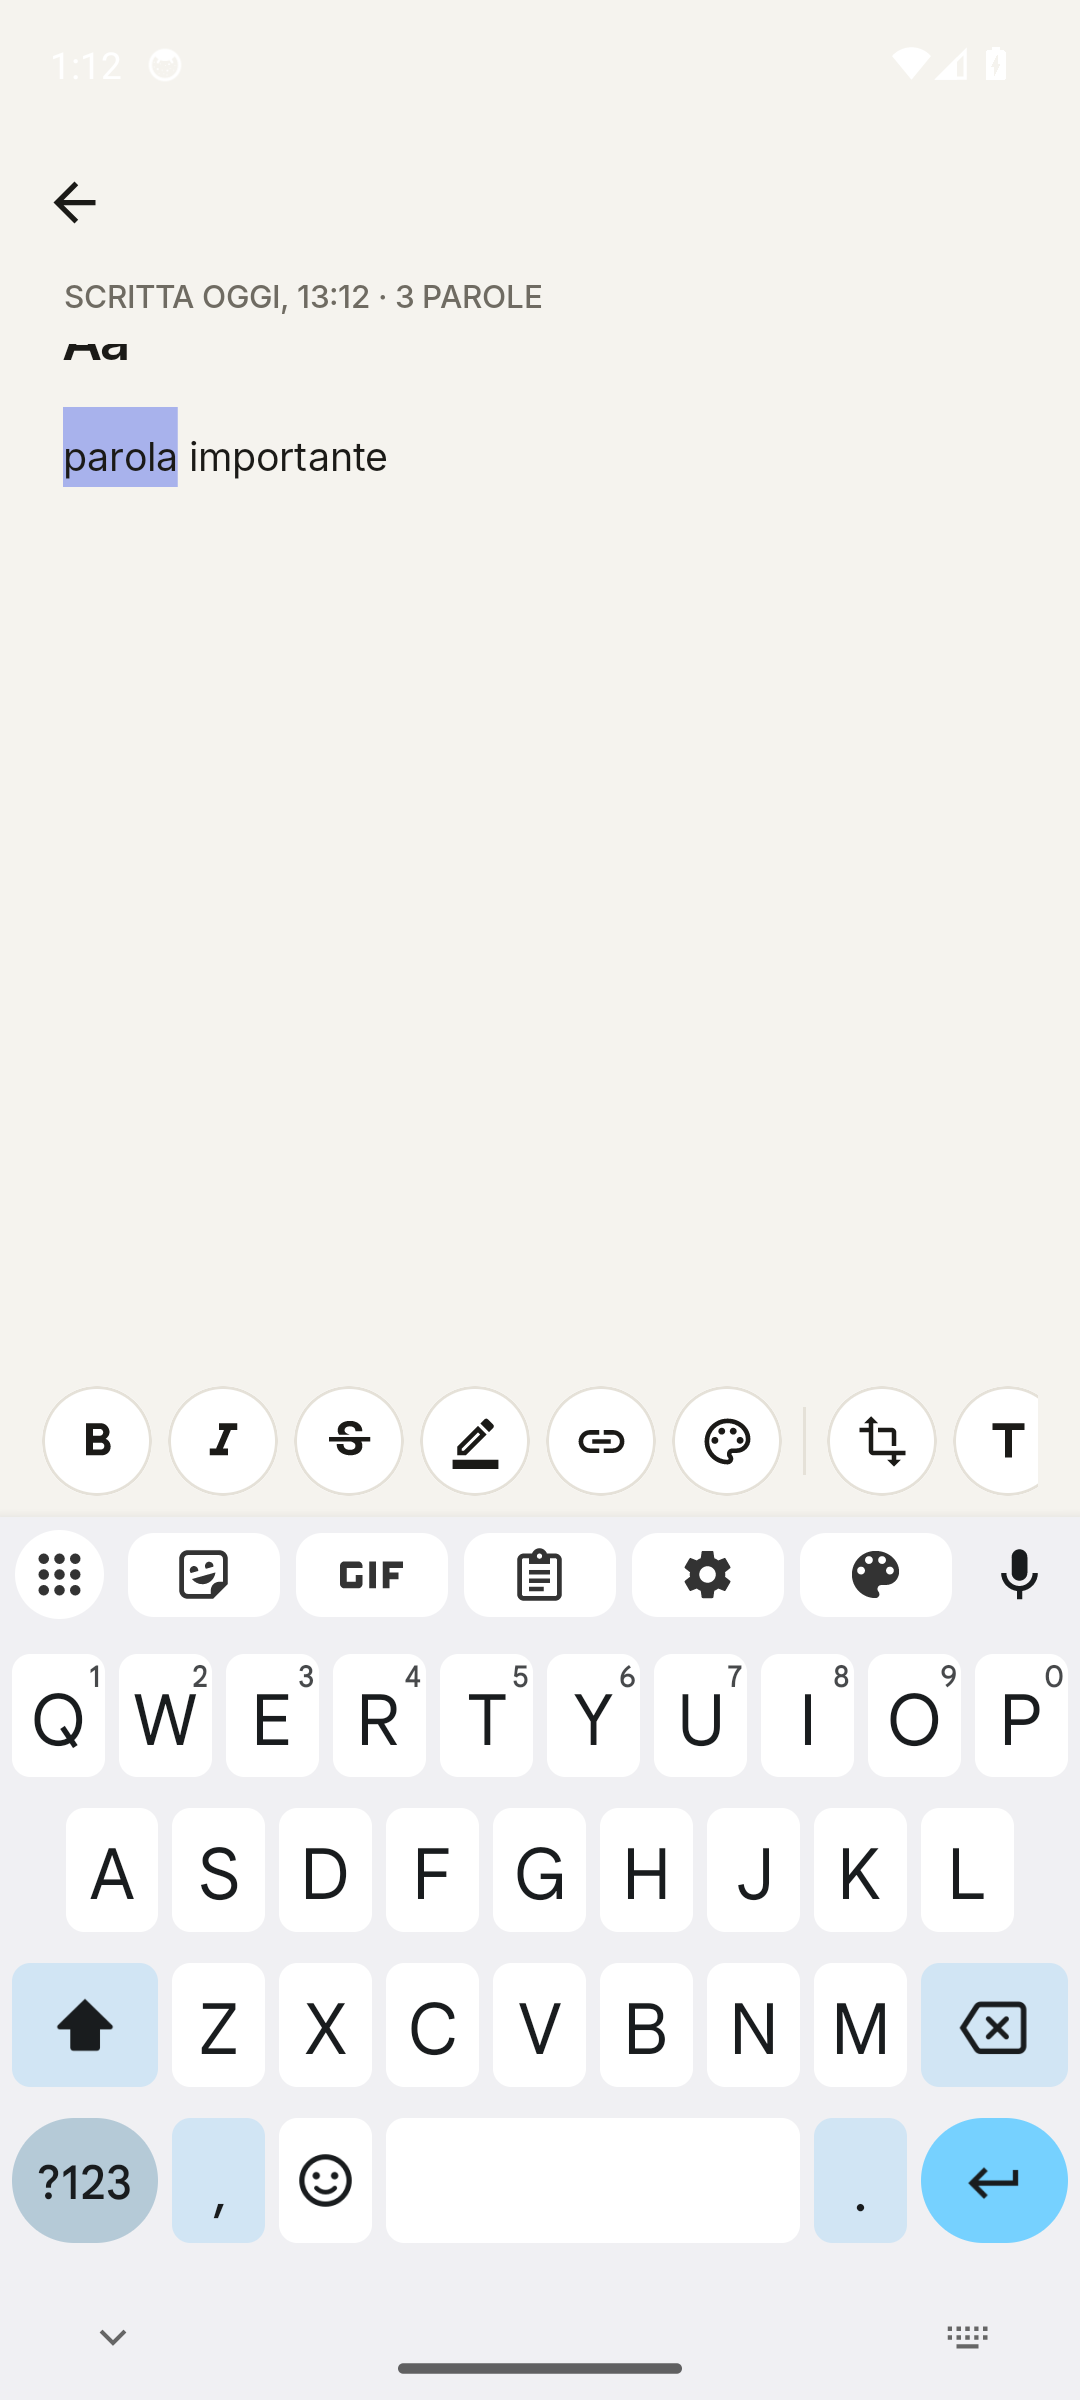 1:12
SCRITTA OGGI, 13:12 · 3 PAROLE
Aa
parola importante
B I S T
GIF
Q1 W2 E3 R4 T5 Y6 U7 I8 O9 P0
A S D F G H J K L
Z X C V B N M
?123 , .